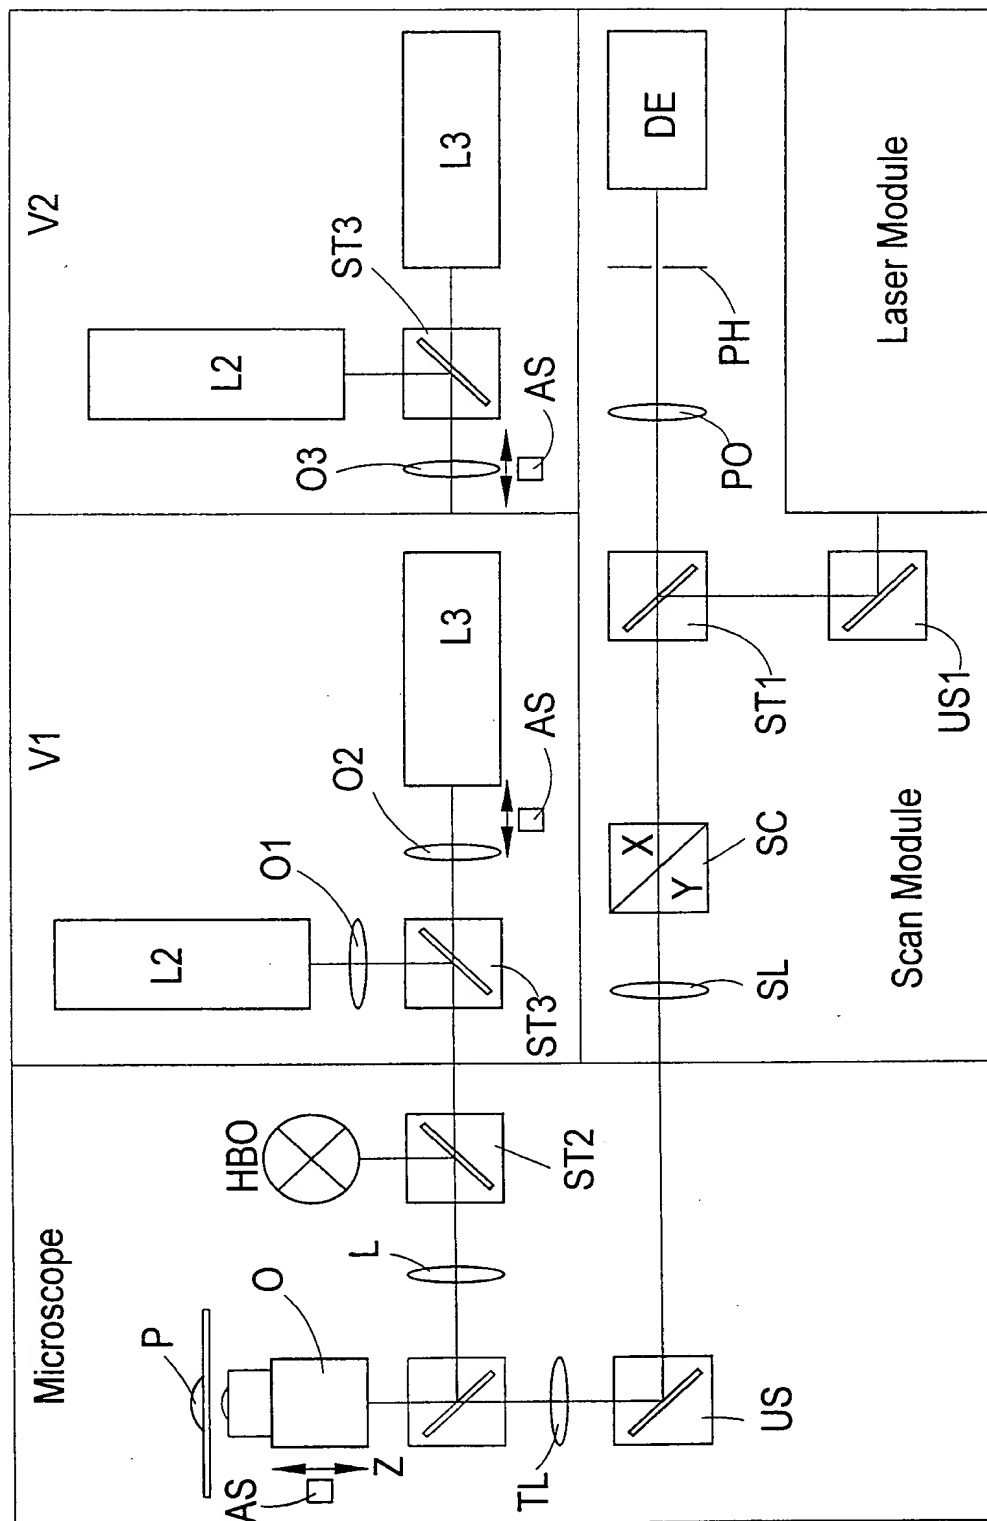 Microscope
P
O
AS
Z
L
HBO
ST2
TL
US
V1
L2
O1
O2
L3
AS
ST3
V2
L2
ST3
L3
O3
AS
DE
PH
PO
ST1
US1
X
Y
SC
SL
Scan Module
Laser Module